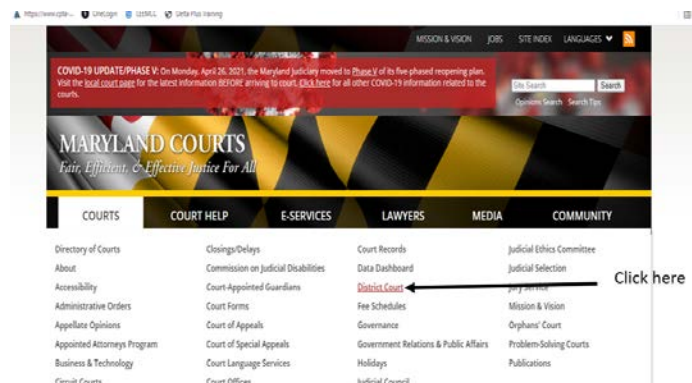 https://www.cptie-... OneLogin LEEMLC Delta Plus Training
MISSION & VISION JOBS SITE INDEX LANGUAGES
COVID-19 UPDATE/PHASE V: On Monday, April 26, 2021, the Maryland Judiciary moved to Phase V of its five-phased reopening plan.
Visit the local court page for the latest information BEFORE arriving to court. Click here for all other COVID-19 information related to the
courts.
Site Search Search
Opinions Search Search Tips
MARYLAND COURTS
Fair, Efficient, & Effective Justice For All
COURTS COURT HELP E-SERVICES LAWYERS MEDIA COMMUNITY
Directory of Courts Closings/Delays Court Records Judicial Ethics Committee
About Commission on Judicial Disabilities Data Dashboard Judicial Selection
Accessibility Court-Appointed Guardians District Court Jury Service Click here
Administrative Orders Court Forms Fee Schedules Mission & Vision
Appellate Opinions Court of Appeals Governance Orphans' Court
Appointed Attorneys Program Court of Special Appeals Government Relations & Public Affairs Problem-Solving Courts
Business & Technology Court Language Services Holidays Publications
Circuit Courts Court Offices Judicial Council